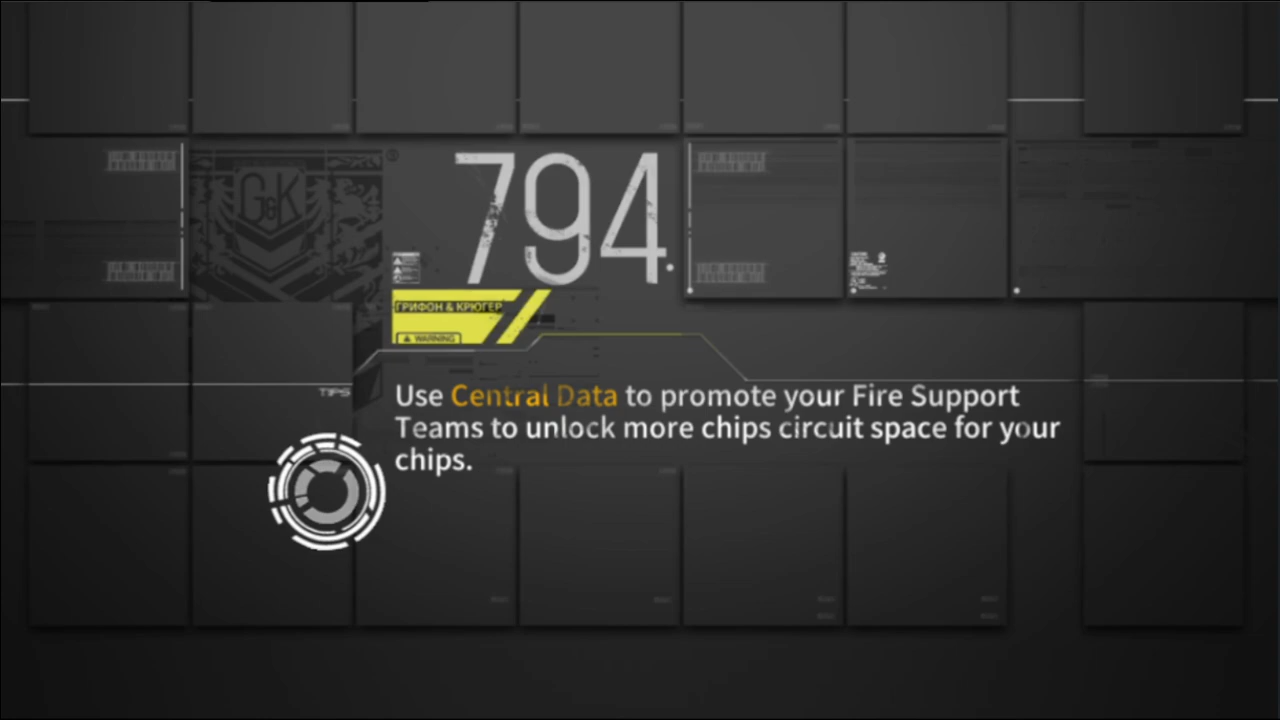 G&K
794.
ГРИФОН & КРЮГЕР
WARNING
TIPS
Use Central Data to promote your Fire Support
Teams to unlock more chips circuit space for your
chips.